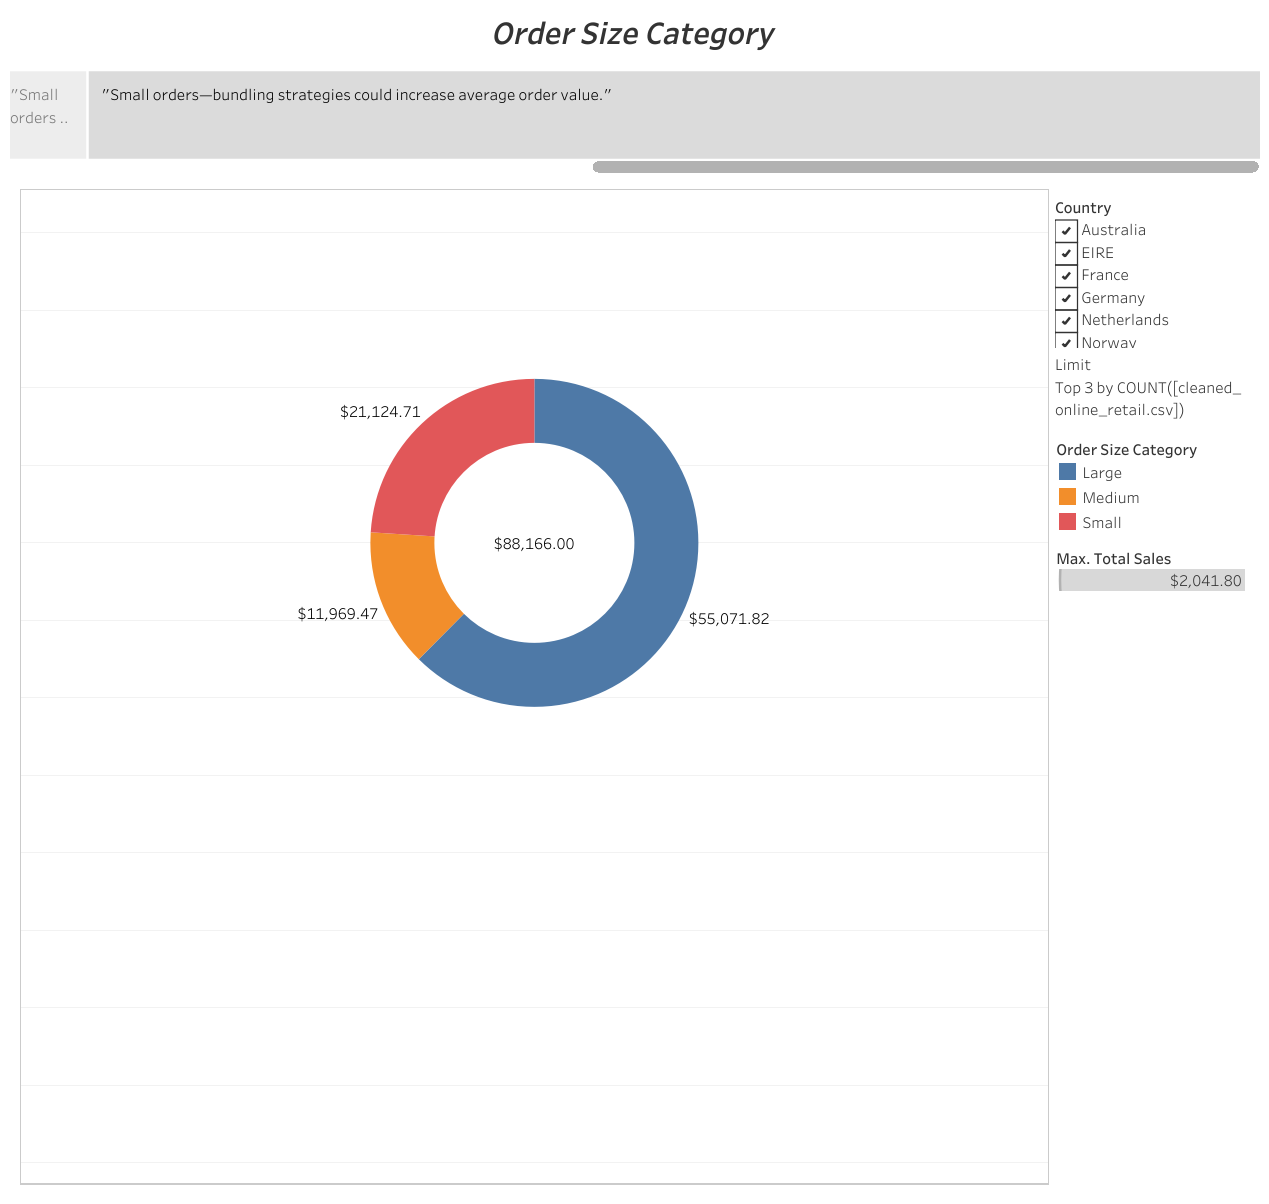 Order Size Category
"Small
orders ..
"Small orders—bundling strategies could increase average order value."
Country
Australia
EIRE
France
Germany
Netherlands
Norway
Limit
Top 3 by COUNT([cleaned_
online_retail.csv])
Order Size Category
Large
Medium
Small
Max. Total Sales
$2,041.80
$21,124.71
$88,166.00
$11,969.47
$55,071.82